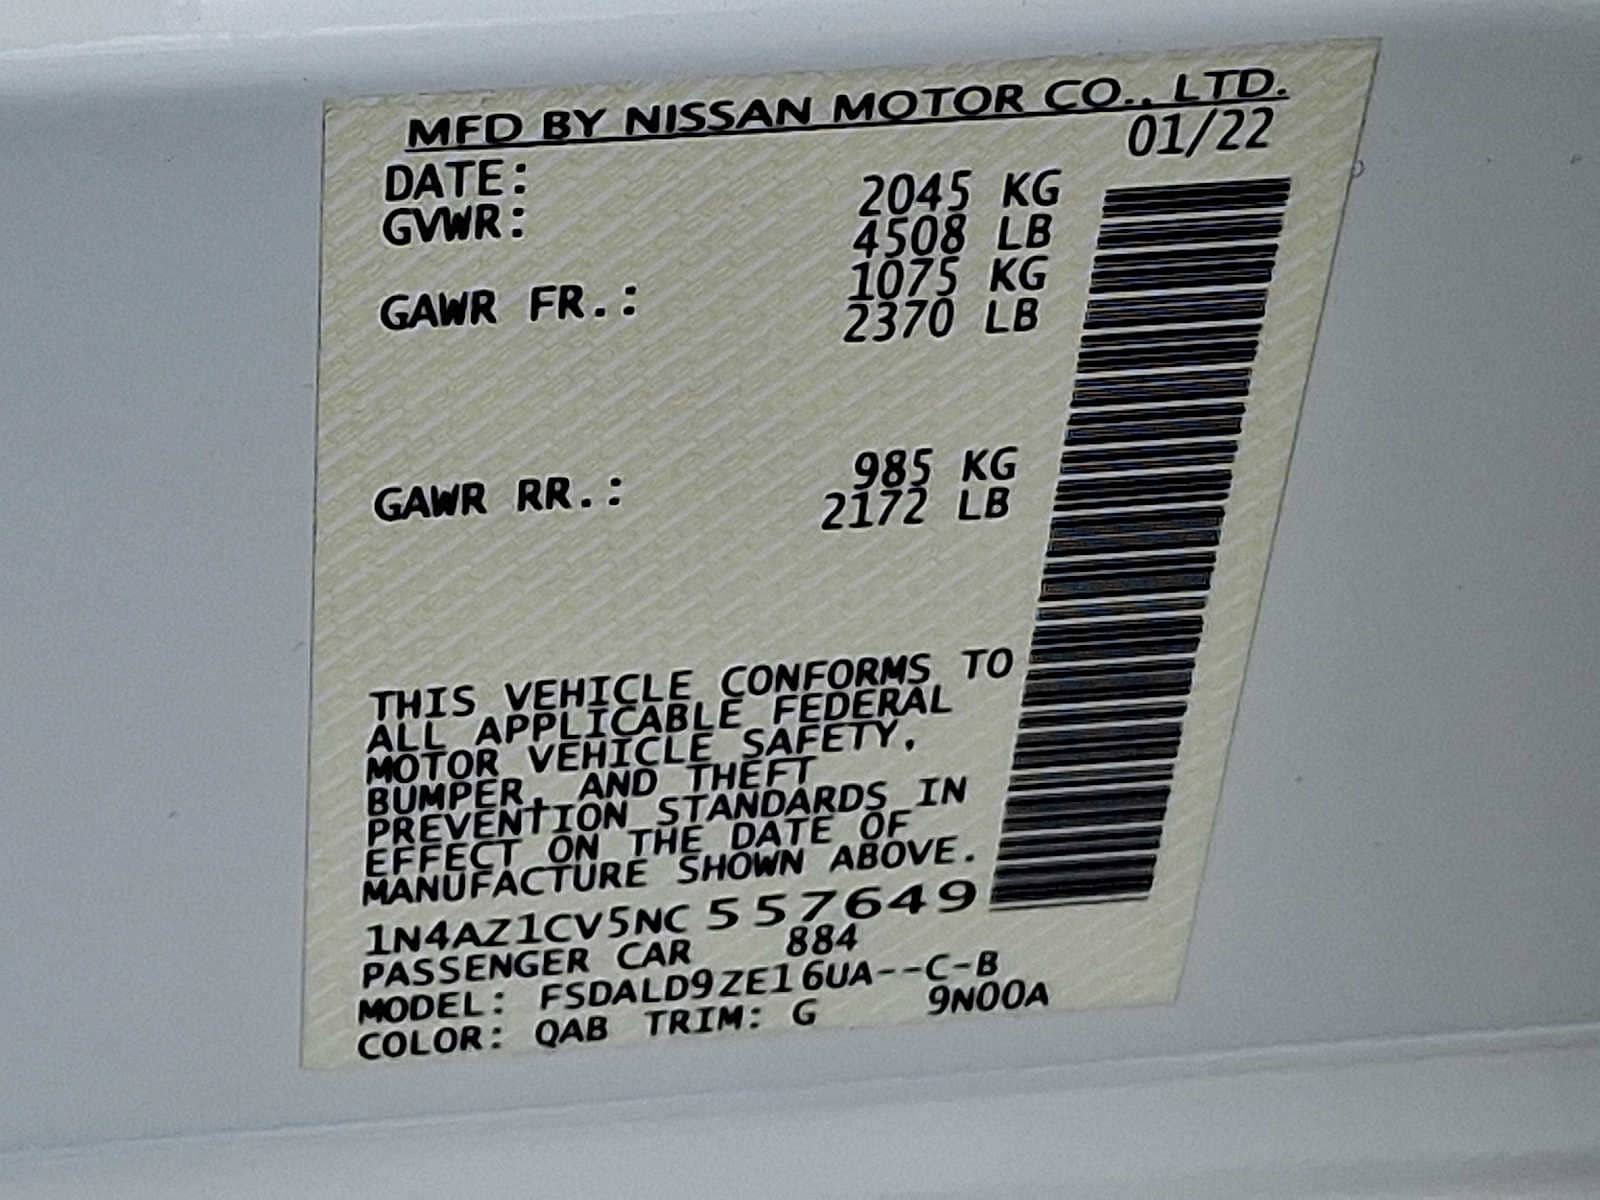 MFD BY NISSAN MOTOR CO., LTD.
DATE: 01/22
GVWR: 2045 KG
4508 LB
GAWR FR.: 1075 KG
2370 LB
GAWR RR.: 985 KG
2172 LB
THIS VEHICLE CONFORMS TO
ALL APPLICABLE FEDERAL
MOTOR VEHICLE SAFETY,
BUMPER, AND THEFT
PREVENTION STANDARDS IN
EFFECT ON THE DATE OF
MANUFACTURE SHOWN ABOVE.
1N4AZ1CV5NC557649
PASSENGER CAR 884
MODEL: FSDALD9ZE16UA--C-B
COLOR: QAB TRIM: G 9N00A